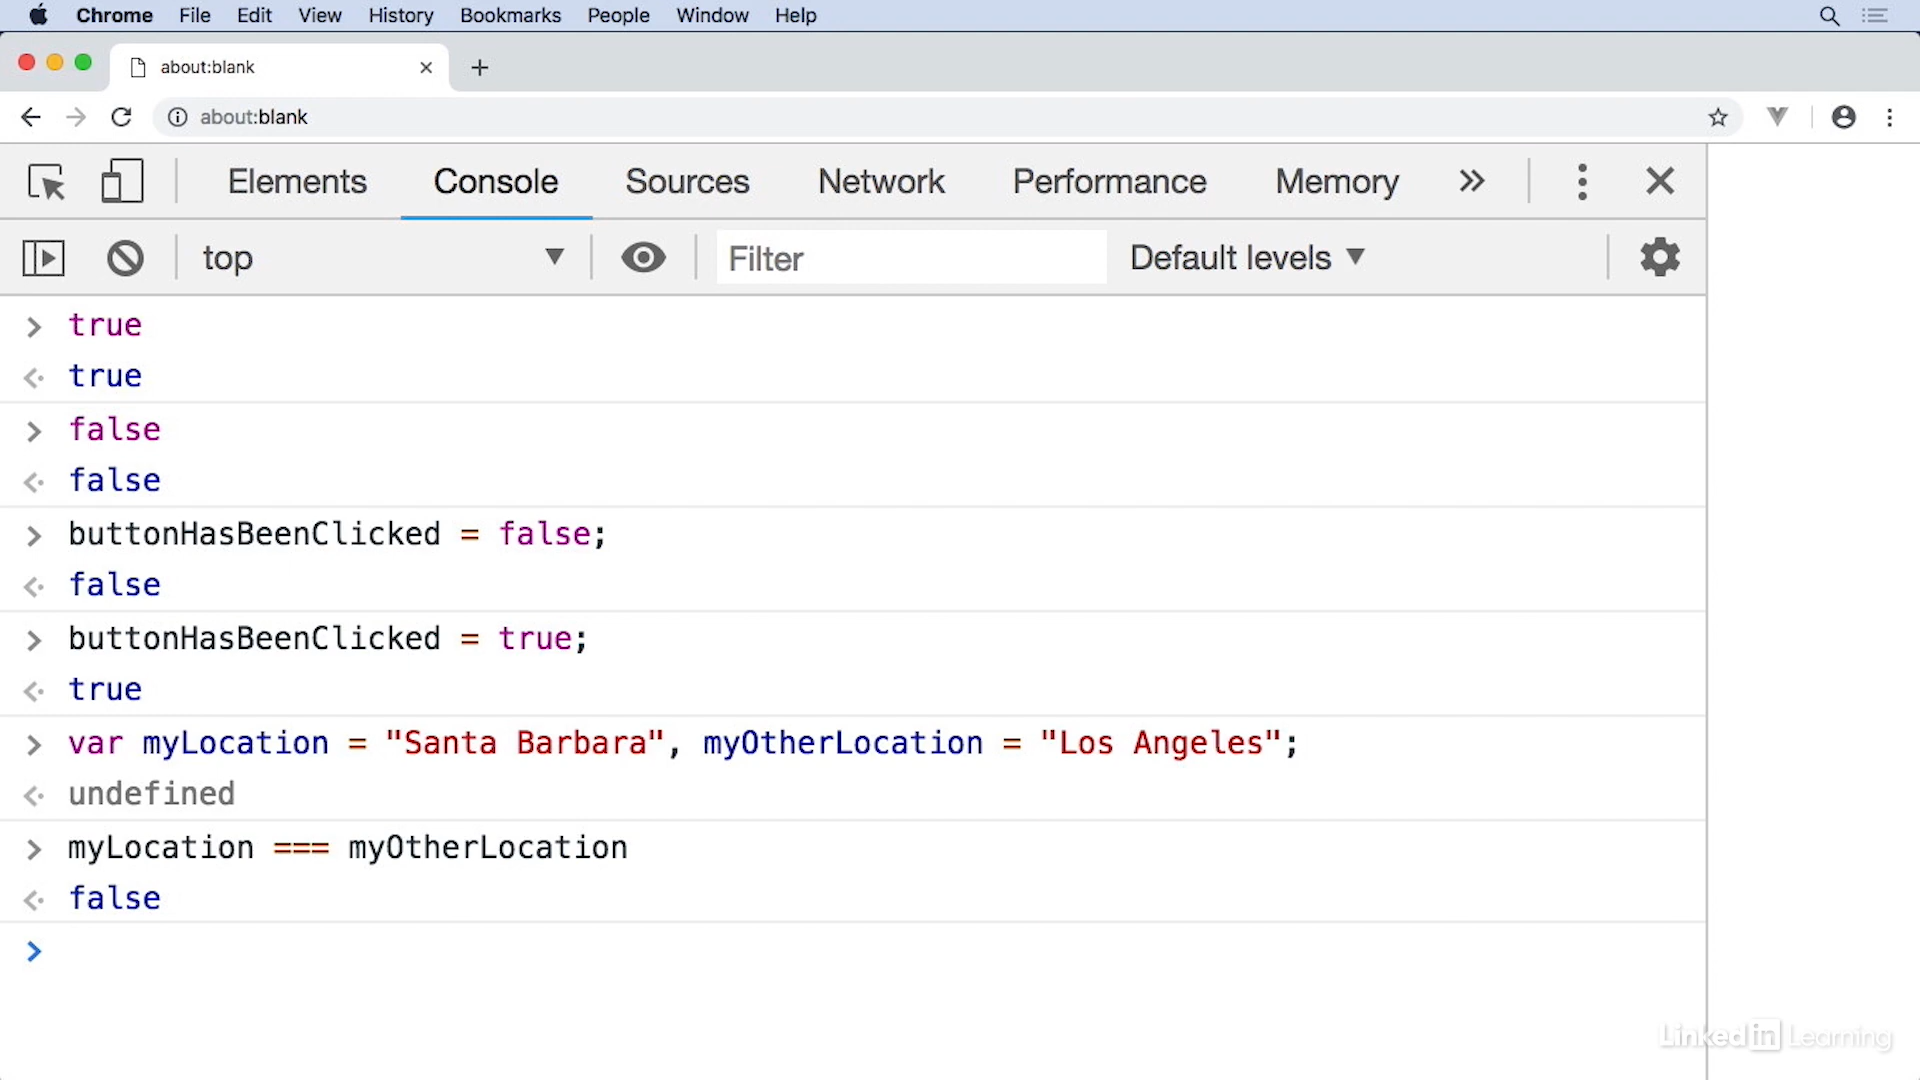 Chrome File Edit View History Bookmarks People Window Help
about:blank
about:blank
Elements Console Sources Network Performance Memory
top Filter Default levels
> true
true
> false
false
> buttonHasBeenClicked = false;
false
> buttonHasBeenClicked = true;
true
> var myLocation = "Santa Barbara", myOtherLocation = "Los Angeles";
undefined
> myLocation === myOtherLocation
false
>
Linked in Learning